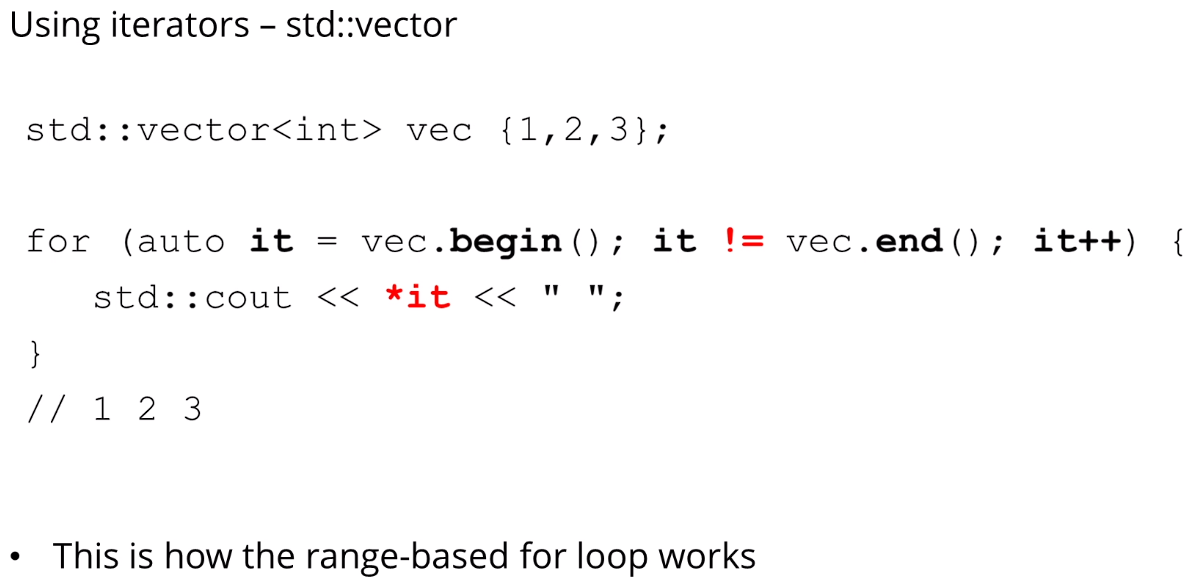 Using iterators – std::vector
std::vector<int> vec {1,2,3};
for (auto it = vec.begin(); it != vec.end(); it++) {
    std::cout << *it << " ";
}
// 1 2 3
• This is how the range-based for loop works